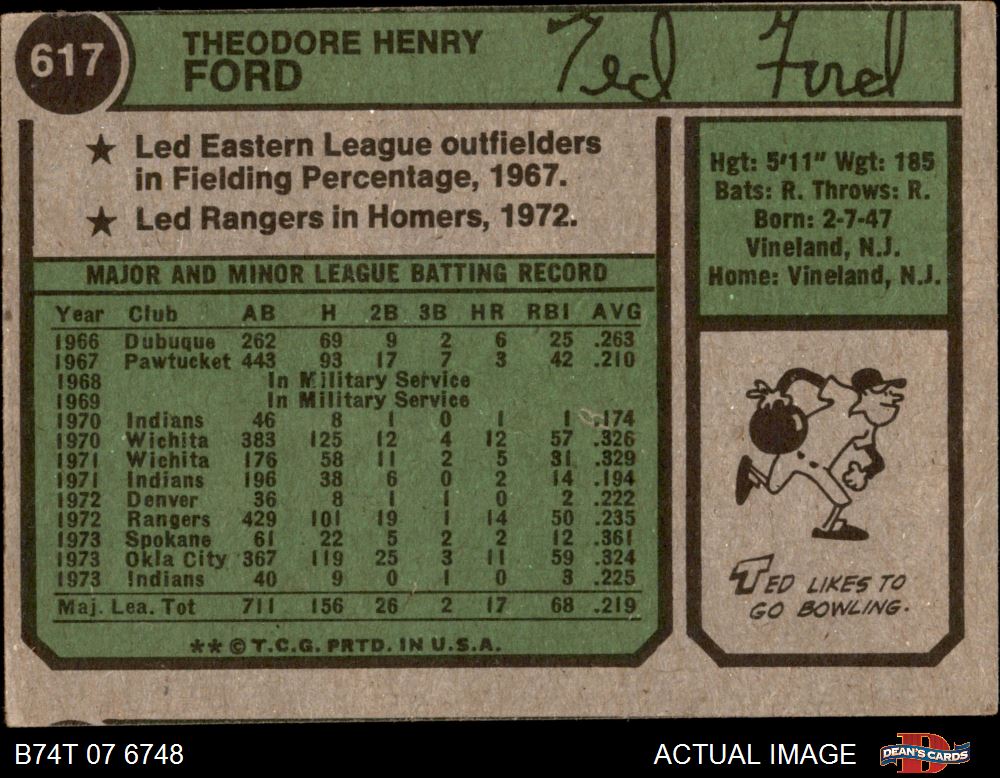 617
THEODORE HENRY
FORD
Ted Ford
★ Led Eastern League outfielders
in Fielding Percentage, 1967.
★ Led Rangers in Homers, 1972.
Hgt: 5'11" Wgt: 185
Bats: R. Throws: R.
Born: 2-7-47
Vineland, N.J.
Home: Vineland, N.J.
MAJOR AND MINOR LEAGUE BATTING RECORD
Year Club AB H 2B 3B HR RBI AVG
1966 Dubuque 262 69 9 2 6 25 .263
1967 Pawtucket 443 93 17 7 3 42 .210
1968 In Military Service
1969 In Military Service
1970 Indians 46 8 1 0 1 1 .174
1970 Wichita 383 125 12 4 12 57 .326
1971 Wichita 176 58 11 2 5 31 .329
1971 Indians 196 38 6 0 2 14 .194
1972 Denver 36 8 1 1 0 2 .222
1972 Rangers 429 101 19 1 14 50 .235
1973 Spokane 61 22 5 2 2 12 .361
1973 Okla City 367 119 25 3 11 59 .324
1973 Indians 40 9 0 1 0 3 .225
Maj. Lea. Tot 711 156 26 2 17 68 .219
** © T.C.G. PRTD. IN U.S.A.
TED LIKES TO
GO BOWLING.
B74T 07 6748
ACTUAL IMAGE
DEAN'S CARDS